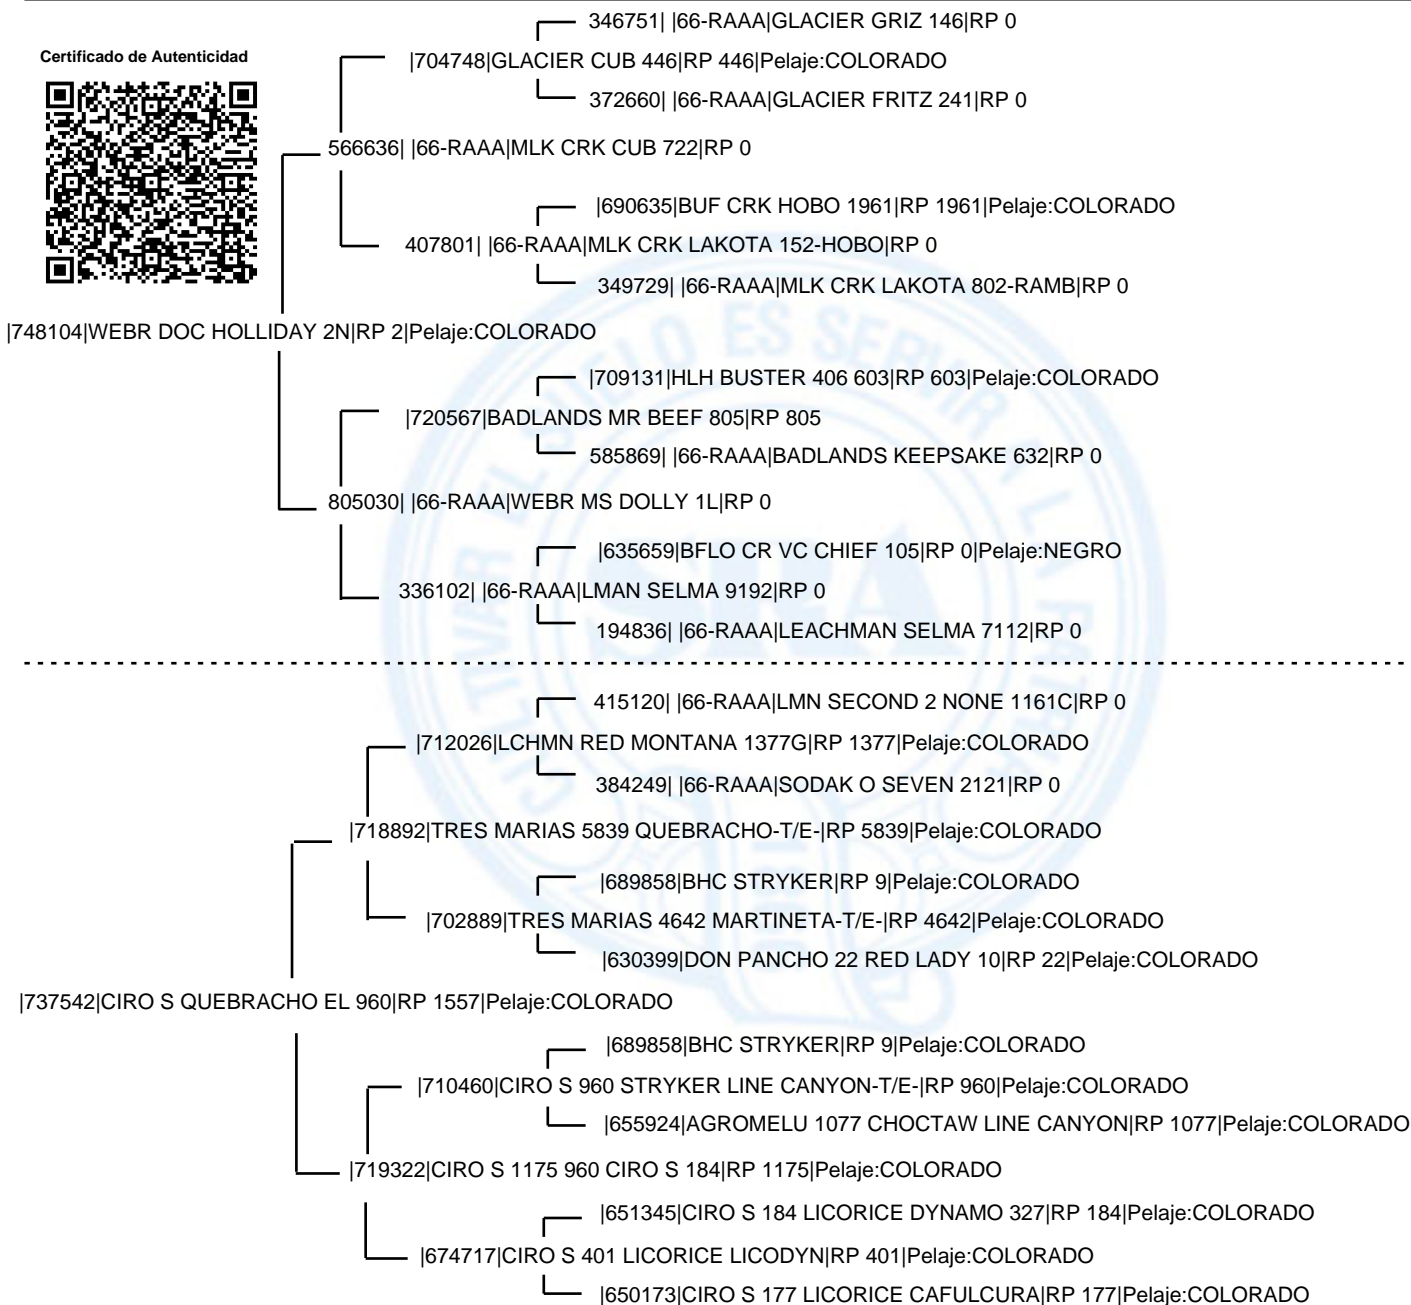 346751| |66-RAAA|GLACIER GRIZ 146|RP 0
Certificado de Autenticidad
|704748|GLACIER CUB 446|RP 446|Pelaje:COLORADO
372660| |66-RAAA|GLACIER FRITZ 241|RP 0
566636| |66-RAAA|MLK CRK CUB 722|RP 0
|690635|BUF CRK HOBO 1961|RP 1961|Pelaje:COLORADO
407801| |66-RAAA|MLK CRK LAKOTA 152-HOBO|RP 0
349729| |66-RAAA|MLK CRK LAKOTA 802-RAMB|RP 0
|748104|WEBR DOC HOLLIDAY 2N|RP 2|Pelaje:COLORADO
|709131|HLH BUSTER 406 603|RP 603|Pelaje:COLORADO
|720567|BADLANDS MR BEEF 805|RP 805
585869| |66-RAAA|BADLANDS KEEPSAKE 632|RP 0
805030| |66-RAAA|WEBR MS DOLLY 1L|RP 0
|635659|BFLO CR VC CHIEF 105|RP 0|Pelaje:NEGRO
336102| |66-RAAA|LMAN SELMA 9192|RP 0
194836| |66-RAAA|LEACHMAN SELMA 7112|RP 0
415120| |66-RAAA|LMN SECOND 2 NONE 1161C|RP 0
|712026|LCHMN RED MONTANA 1377G|RP 1377|Pelaje:COLORADO
384249| |66-RAAA|SODAK O SEVEN 2121|RP 0
|718892|TRES MARIAS 5839 QUEBRACHO-T/E-|RP 5839|Pelaje:COLORADO
|689858|BHC STRYKER|RP 9|Pelaje:COLORADO
|702889|TRES MARIAS 4642 MARTINETA-T/E-|RP 4642|Pelaje:COLORADO
|630399|DON PANCHO 22 RED LADY 10|RP 22|Pelaje:COLORADO
|737542|CIRO S QUEBRACHO EL 960|RP 1557|Pelaje:COLORADO
|689858|BHC STRYKER|RP 9|Pelaje:COLORADO
|710460|CIRO S 960 STRYKER LINE CANYON-T/E-|RP 960|Pelaje:COLORADO
|655924|AGROMELU 1077 CHOCTAW LINE CANYON|RP 1077|Pelaje:COLORADO
|719322|CIRO S 1175 960 CIRO S 184|RP 1175|Pelaje:COLORADO
|651345|CIRO S 184 LICORICE DYNAMO 327|RP 184|Pelaje:COLORADO
|674717|CIRO S 401 LICORICE LICODYN|RP 401|Pelaje:COLORADO
|650173|CIRO S 177 LICORICE CAFULCURA|RP 177|Pelaje:COLORADO
CULTIVAR EL SUELO ES SERVIR A LA PATRIA
SRA